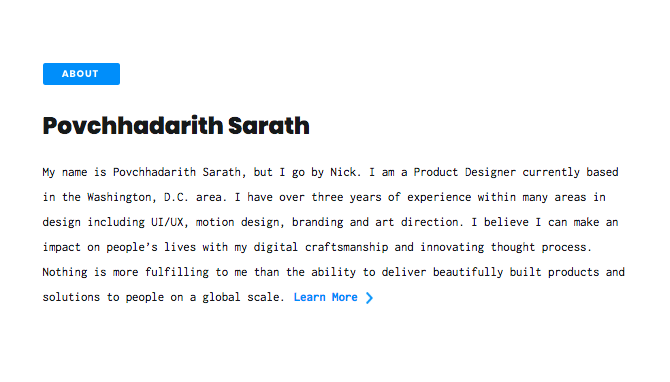 ABOUT
Povchhadarith Sarath
My name is Povchhadarith Sarath, but I go by Nick. I am a Product Designer currently based
in the Washington, D.C. area. I have over three years of experience within many areas in
design including UI/UX, motion design, branding and art direction. I believe I can make an
impact on people’s lives with my digital craftsmanship and innovating thought process.
Nothing is more fulfilling to me than the ability to deliver beautifully built products and
solutions to people on a global scale. Learn More